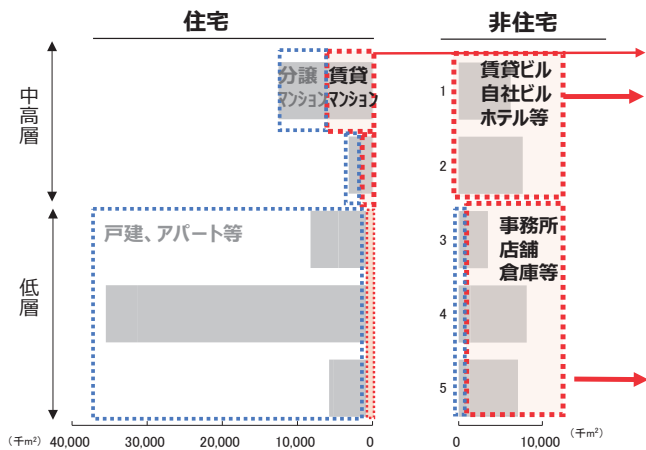 住宅
非住宅
中高層
分譲
マンション
賃貸
マンション
1
賃貸ビル
自社ビル
ホテル等
2
低層
戸建、アパート等
3
事務所
店舗
倉庫等
4
5
(千㎡) 40,000 30,000 20,000 10,000 0
0 10,000 (千㎡)